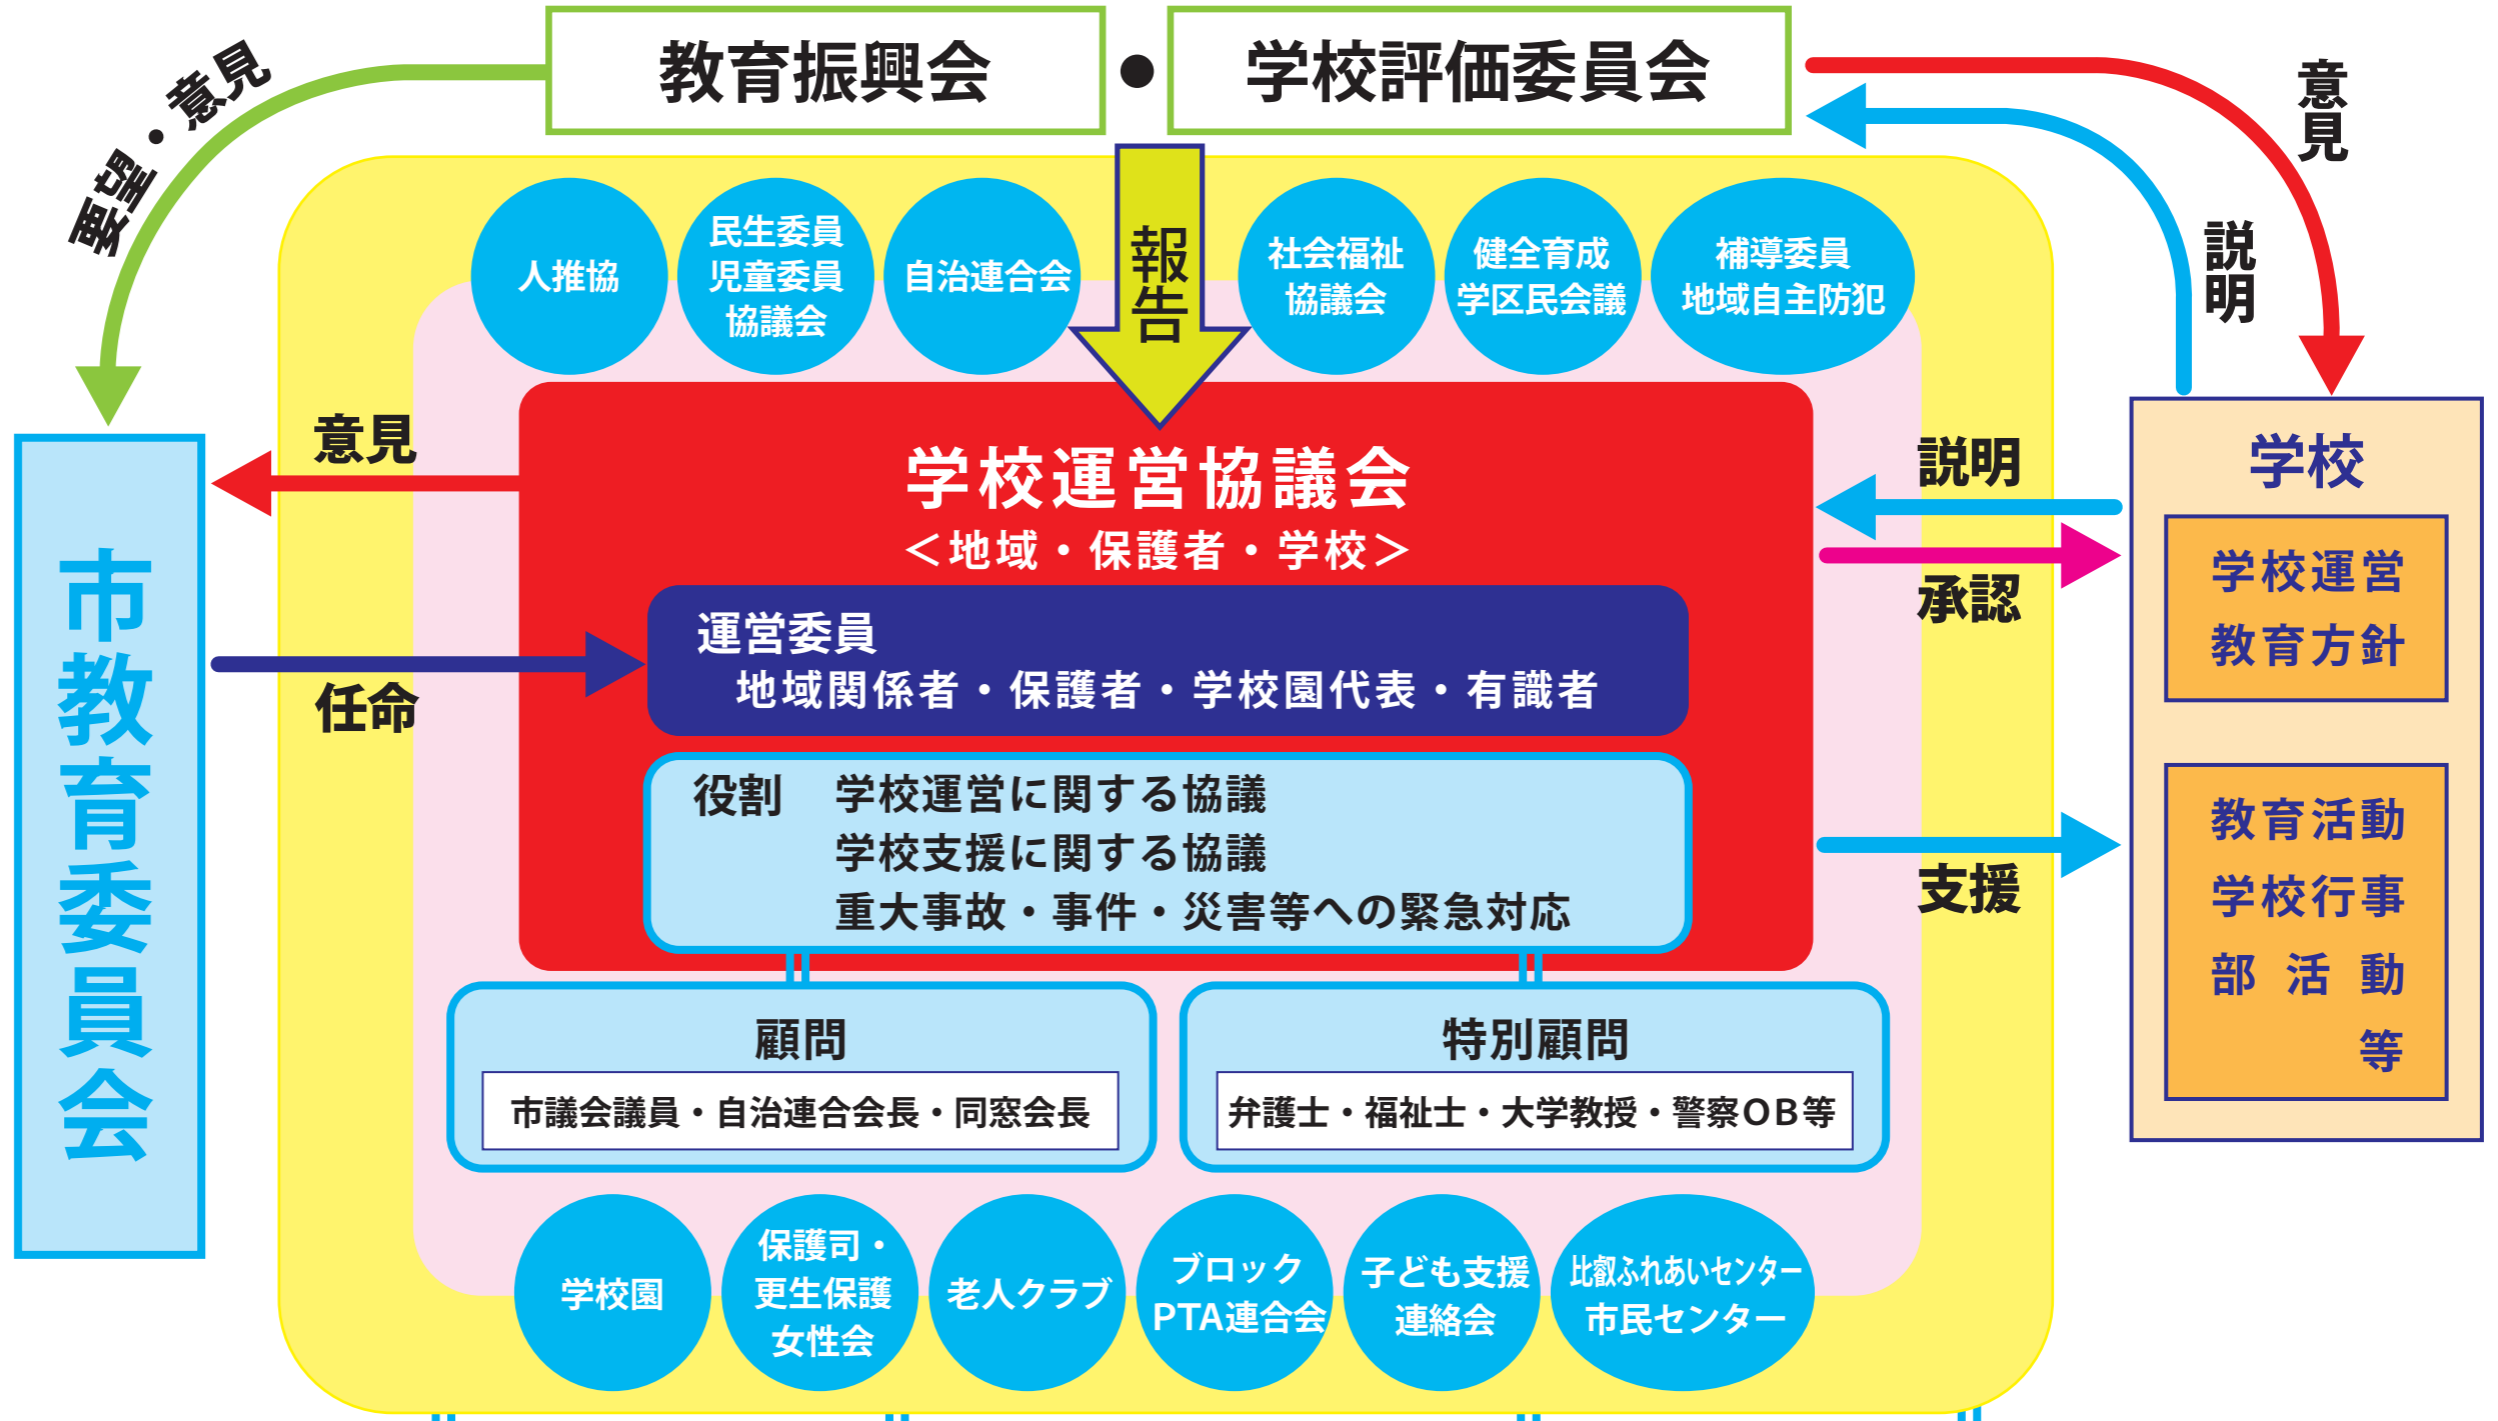 教育振興会
・
学校評価委員会
要望・意見
意見
説明
報告
人推協
民生委員
児童委員
協議会
自治連合会
社会福祉
協議会
健全育成
学区民会議
補導委員
地域自主防犯
意見
任命
市教育委員会
学校運営協議会
＜地域・保護者・学校＞
運営委員
地域関係者・保護者・学校園代表・有識者
役割
学校運営に関する協議
学校支援に関する協議
重大事故・事件・災害等への緊急対応
説明
承認
支援
学校
学校運営
教育方針
教育活動
学校行事
部活動
等
顧問
市議会議員・自治連合会長・同窓会長
特別顧問
弁護士・福祉士・大学教授・警察ＯＢ等
学校園
保護司・
更生保護
女性会
老人クラブ
ブロック
PTA連合会
子ども支援
連絡会
比叡ふれあいセンター
市民センター